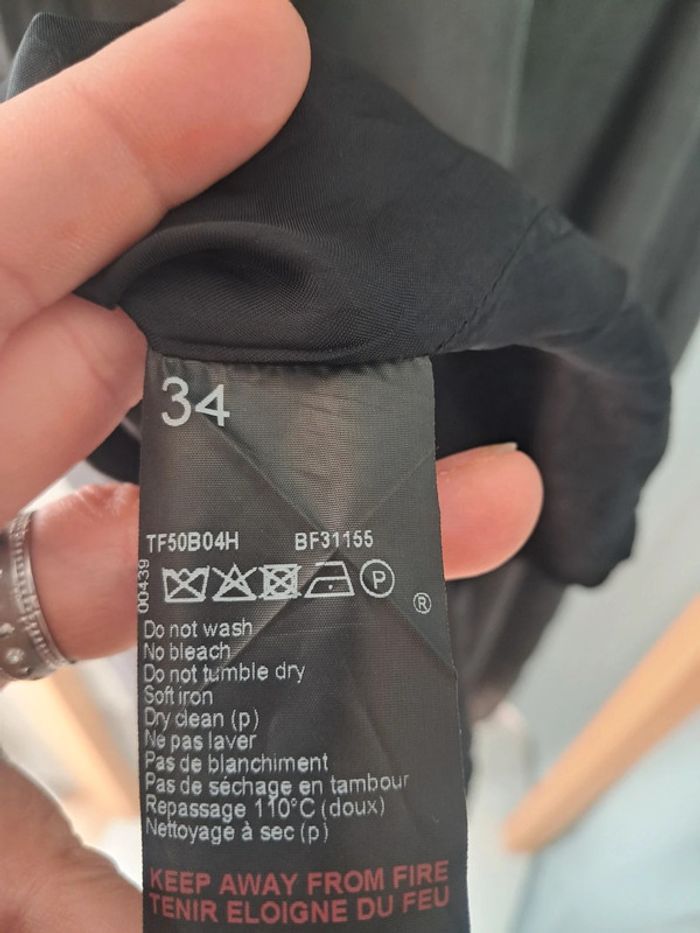 34
TF50B04H BF31155
00439
P
®
Do not wash
No bleach
Do not tumble dry
Soft iron
Dry clean (p)
Ne pas laver
Pas de blanchiment
Pas de séchage en tambour
Repassage 110°C (doux)
Nettoyage à sec (p)
KEEP AWAY FROM FIRE
TENIR ELOIGNE DU FEU